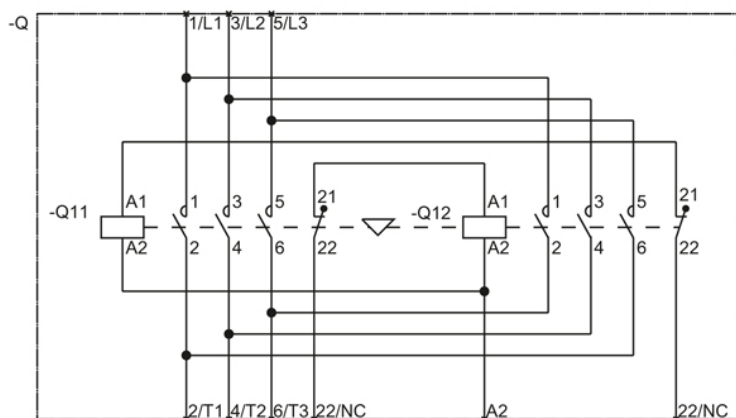 -Q
1/L1 3/L2 5/L3
-Q11 A1 1 3 5 21 -Q12 A1 1 3 5 21
A2 2 4 6 22 A2 2 4 6 22
2/T1 4/T2 6/T3 22/NC A2 22/NC